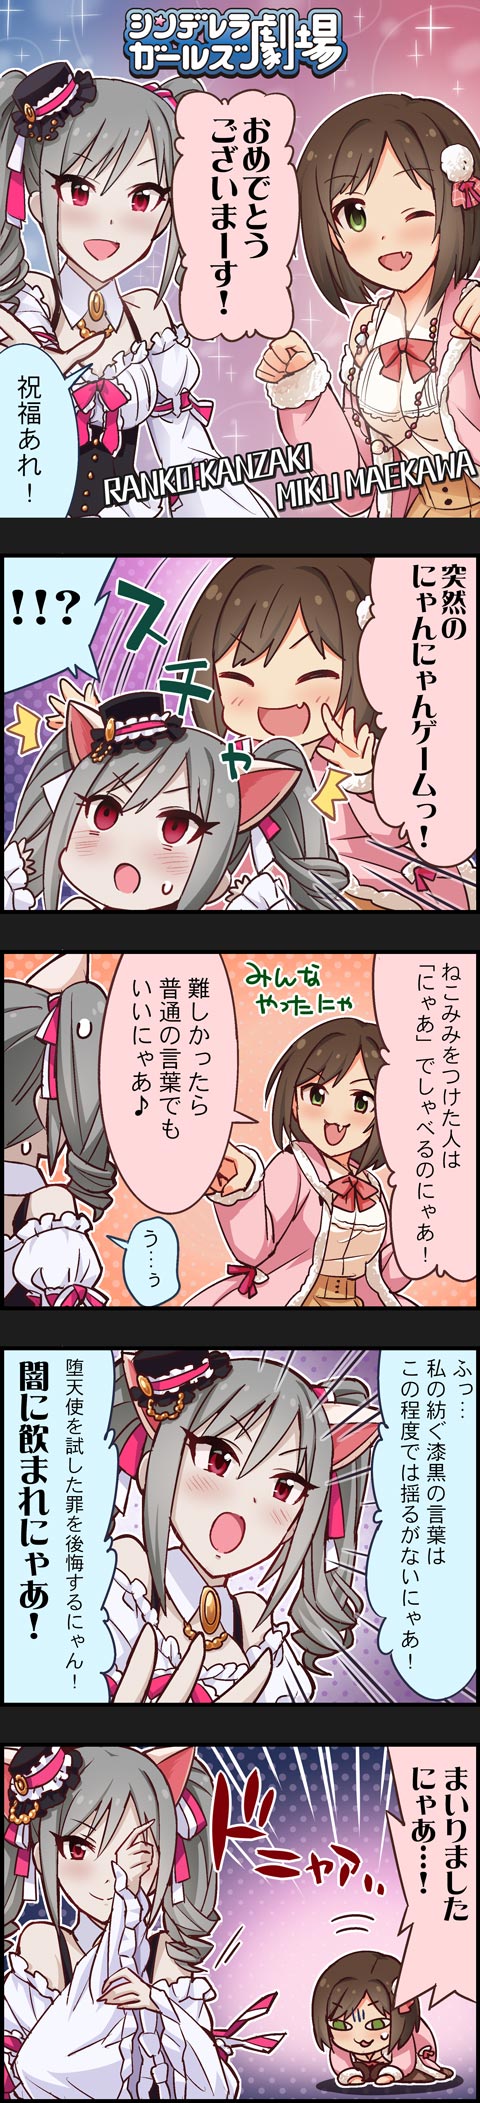 シンデレラ
ガールズ劇場
おめでとう
ございまーす！
祝福あれ！
RANKO KANZAKI
MIKU MAEKAWA
突然の
にゃんにゃんゲームっ！
スチャ
！！？
ねこみみをつけた人は
「にゃあ」でしゃべるのにゃあ！
みんな
やったにゃ
難しかったら
普通の言葉でも
いいにゃあ♪
う…ぅ
ふっ…
私の紡ぐ漆黒の言葉は
この程度では揺るがないにゃあ！
堕天使を試した罪を後悔するにゃん！
闇に飲まれにゃあ！
まいりました
にゃあ…！
ドニャァ